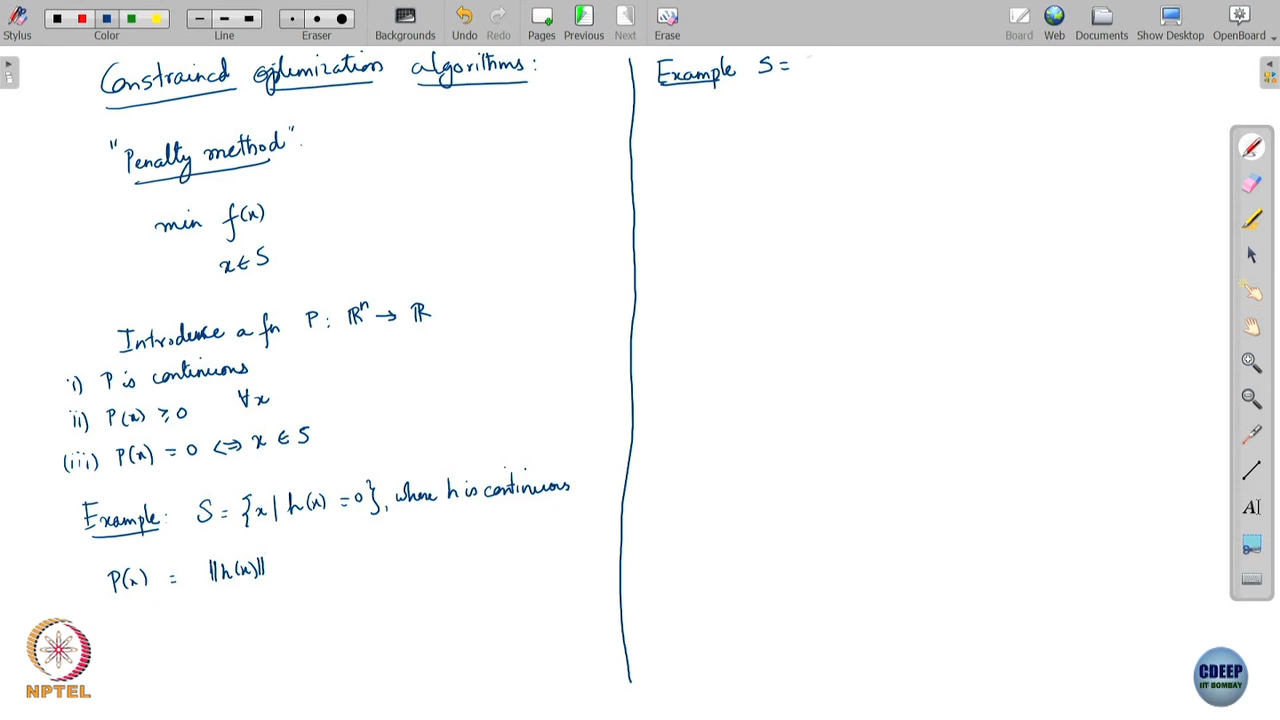 Stylus
Color
Line
Eraser
Backgrounds
Undo
Redo
Pages
Previous
Next
Erase
Board
Web
Documents
Show Desktop
OpenBoard
Constrained optimization algorithms:
"Penalty method".
min f(x)
x ∈ S
Introduce a fn P: ℝⁿ → ℝ
i) P is continuous
ii) P(x) ≥ 0 ∀x
(iii) P(x) = 0 ⇔ x ∈ S
Example: S = {x | h(x) = 0}, where h is continuous
P(x) = ||h(x)||
Example S =
NPTEL
CDEEP
IIT BOMBAY